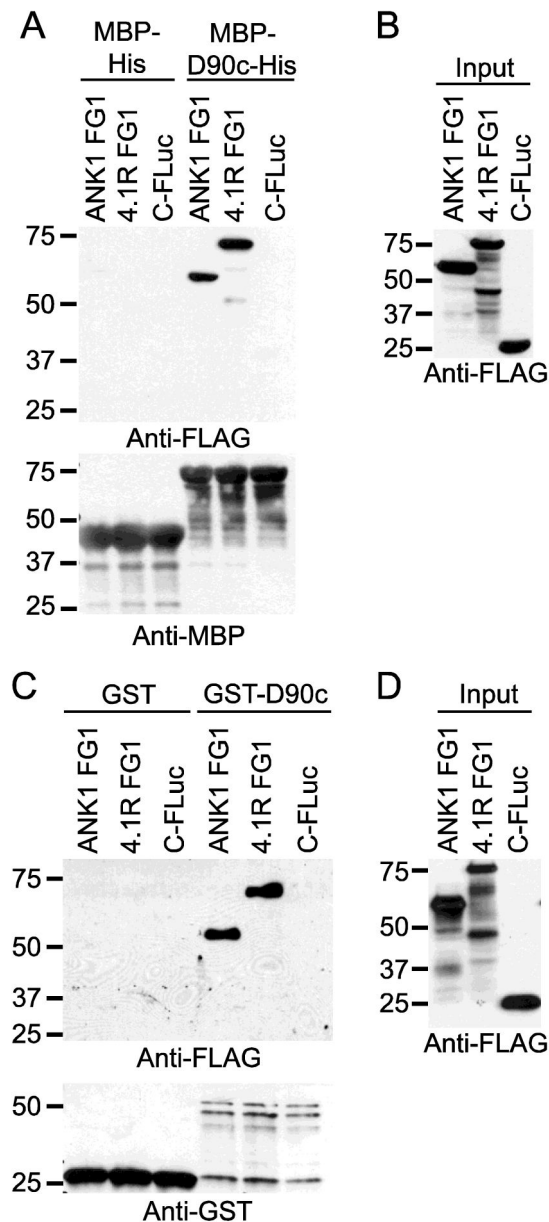 A
MBP-
His
MBP-
D90c-His
ANK1 FG1
4.1R FG1
C-FLuc
ANK1 FG1
4.1R FG1
C-FLuc
75
50
37
25
Anti-FLAG
75
50
37
25
Anti-MBP
B
Input
ANK1 FG1
4.1R FG1
C-FLuc
75
50
37
25
Anti-FLAG
C
GST
GST-D90c
ANK1 FG1
4.1R FG1
C-FLuc
ANK1 FG1
4.1R FG1
C-FLuc
75
50
37
25
Anti-FLAG
50
25
Anti-GST
D
Input
ANK1 FG1
4.1R FG1
C-FLuc
75
50
37
25
Anti-FLAG